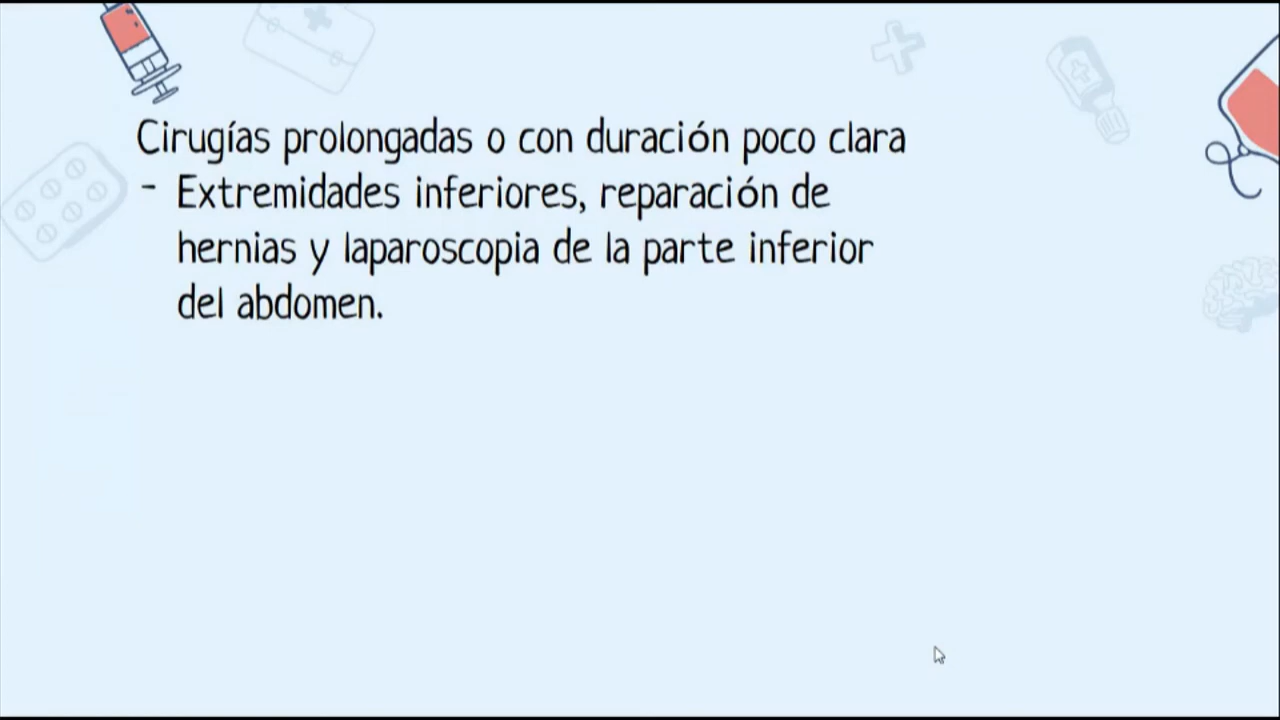 Cirugías prolongadas o con duración poco clara
- Extremidades inferiores, reparación de
hernias y laparoscopia de la parte inferior
del abdomen.